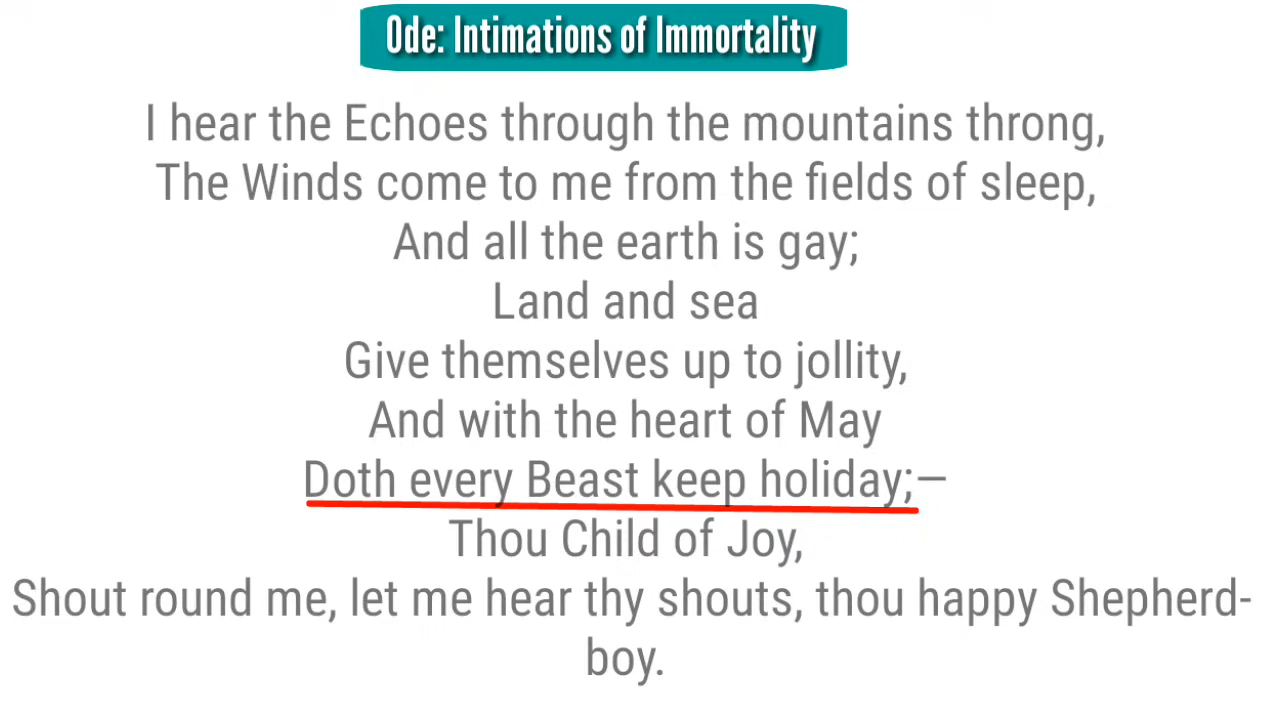 Ode: Intimations of Immortality
I hear the Echoes through the mountains throng,
The Winds come to me from the fields of sleep,
And all the earth is gay;
Land and sea
Give themselves up to jollity,
And with the heart of May
Doth every Beast keep holiday;—
Thou Child of Joy,
Shout round me, let me hear thy shouts, thou happy Shepherd-
boy.